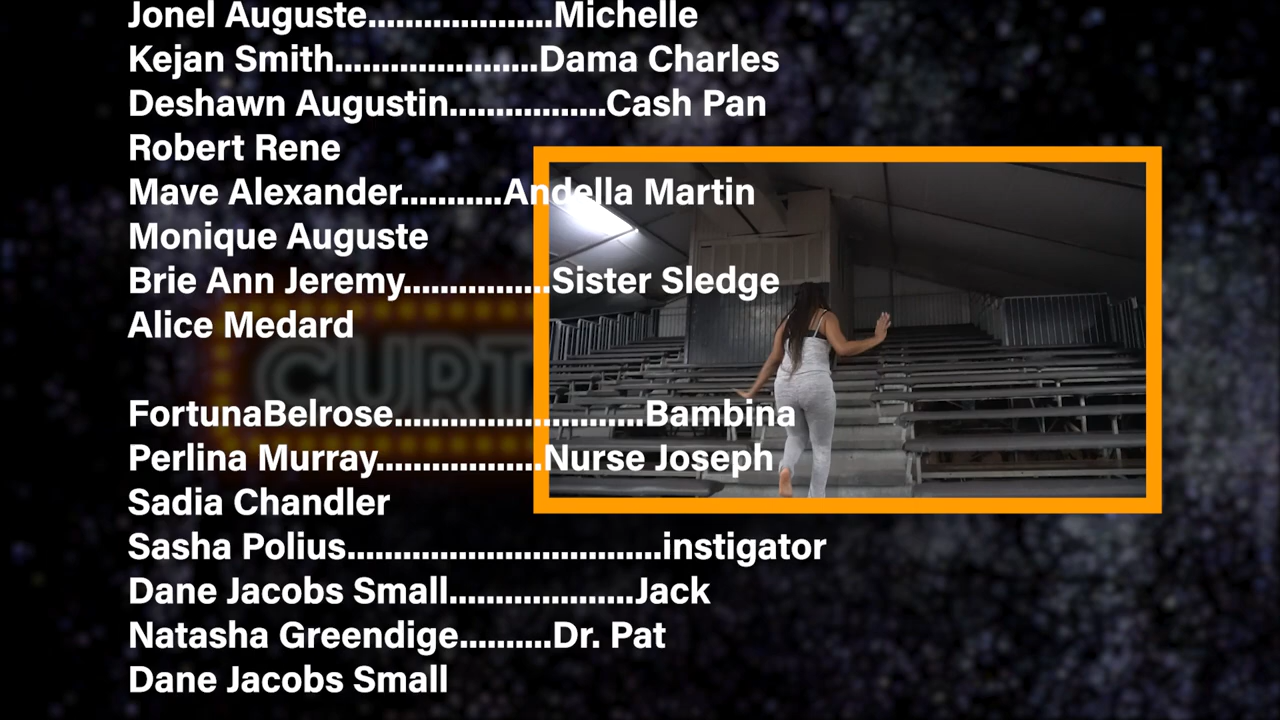 Jonel Auguste....................Michelle
Kejan Smith......................Dama Charles
Deshawn Augustin.................Cash Pan
Robert Rene
Mave Alexander...........Andella Martin
Monique Auguste
Brie Ann Jeremy................Sister Sledge
Alice Medard
CURT
FortunaBelrose...........................Bambina
Perlina Murray..................Nurse Joseph
Sadia Chandler
Sasha Polius..................................instigator
Dane Jacobs Small....................Jack
Natasha Greendige..........Dr. Pat
Dane Jacobs Small